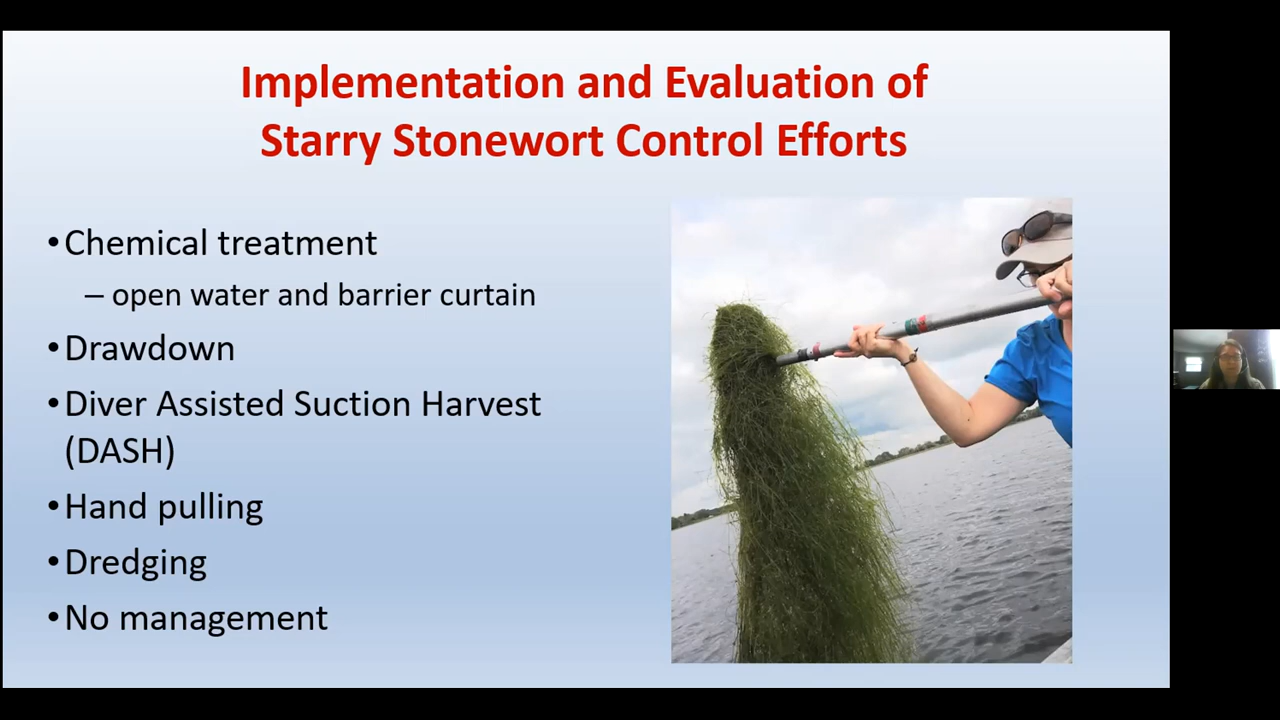 Implementation and Evaluation of
Starry Stonewort Control Efforts
•Chemical treatment
– open water and barrier curtain
•Drawdown
•Diver Assisted Suction Harvest
(DASH)
•Hand pulling
•Dredging
•No management